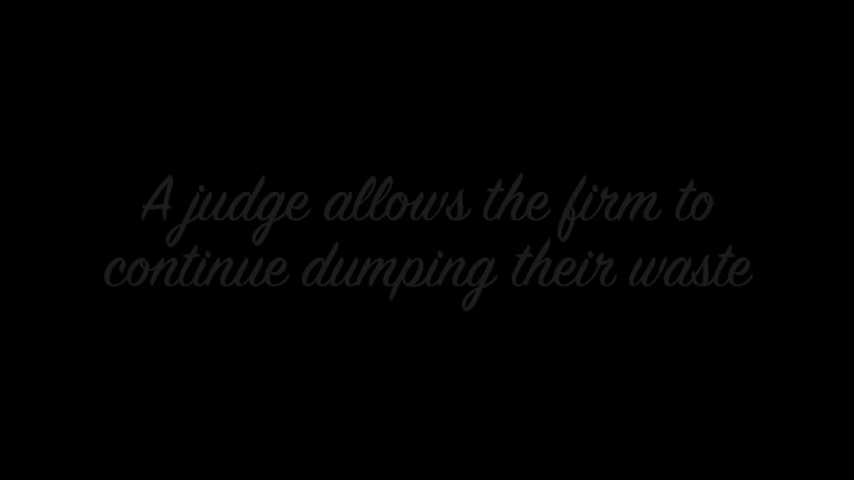 A judge allows the firm to
continue dumping their waste